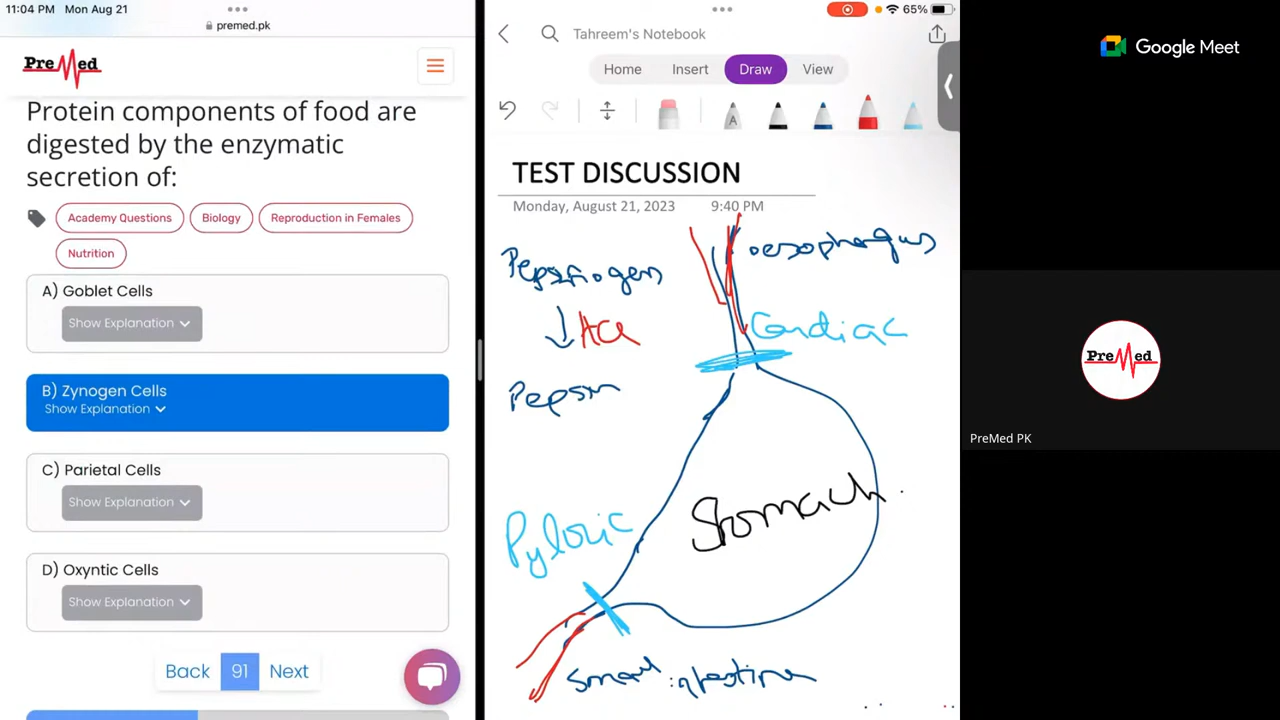 11:04 PM Mon Aug 21
premed.pk
PreMed
Protein components of food are
digested by the enzymatic
secretion of:
Academy Questions
Biology
Reproduction in Females
Nutrition
A) Goblet Cells
Show Explanation
B) Zynogen Cells
Show Explanation
C) Parietal Cells
Show Explanation
D) Oxyntic Cells
Show Explanation
Back 91 Next
65%
Tahreem's Notebook
Home Insert Draw View
A
TEST DISCUSSION
Monday, August 21, 2023 9:40 PM
oesophagus
HCl
Cardiac
Pepsin
Stomach
Pyloric
Small intestine
Google Meet
PreMed
PreMed PK